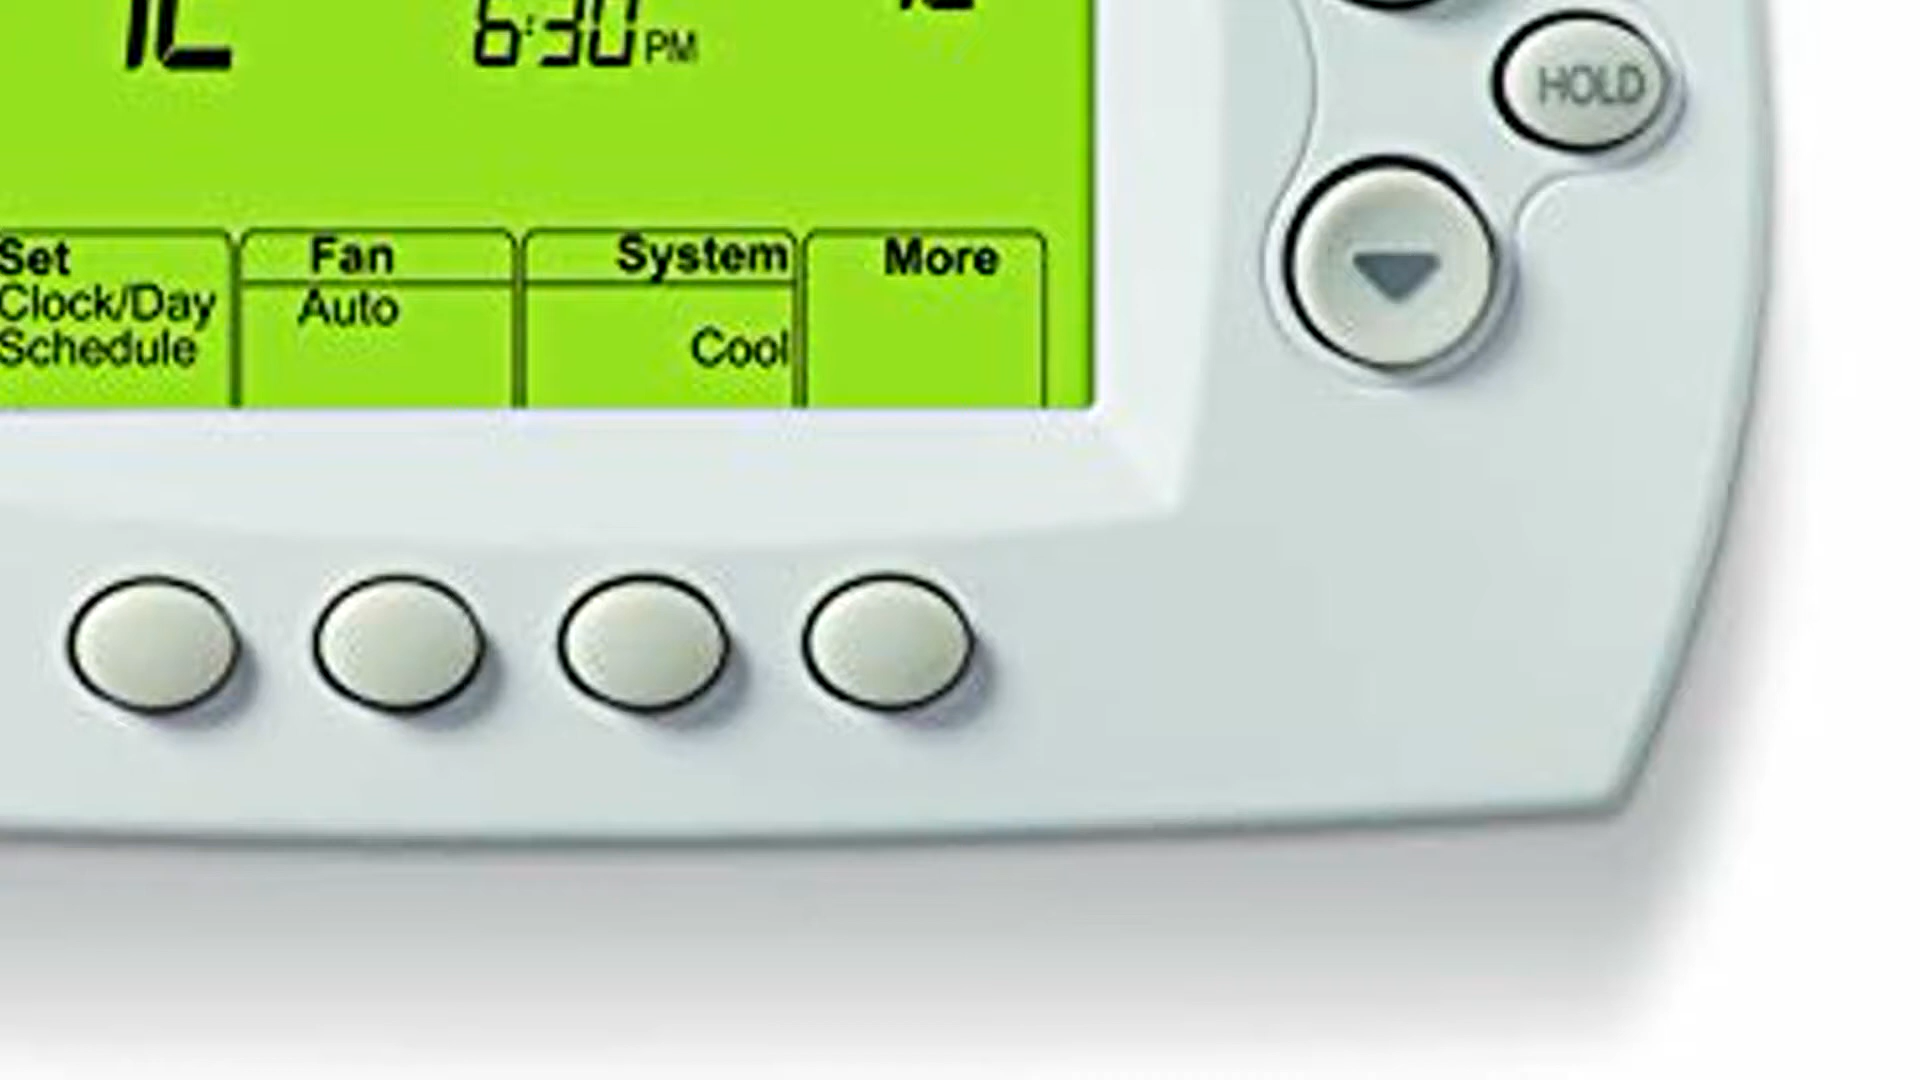 6:30 PM
HOLD
Set
Clock/Day
Schedule
Fan
Auto
System
Cool
More